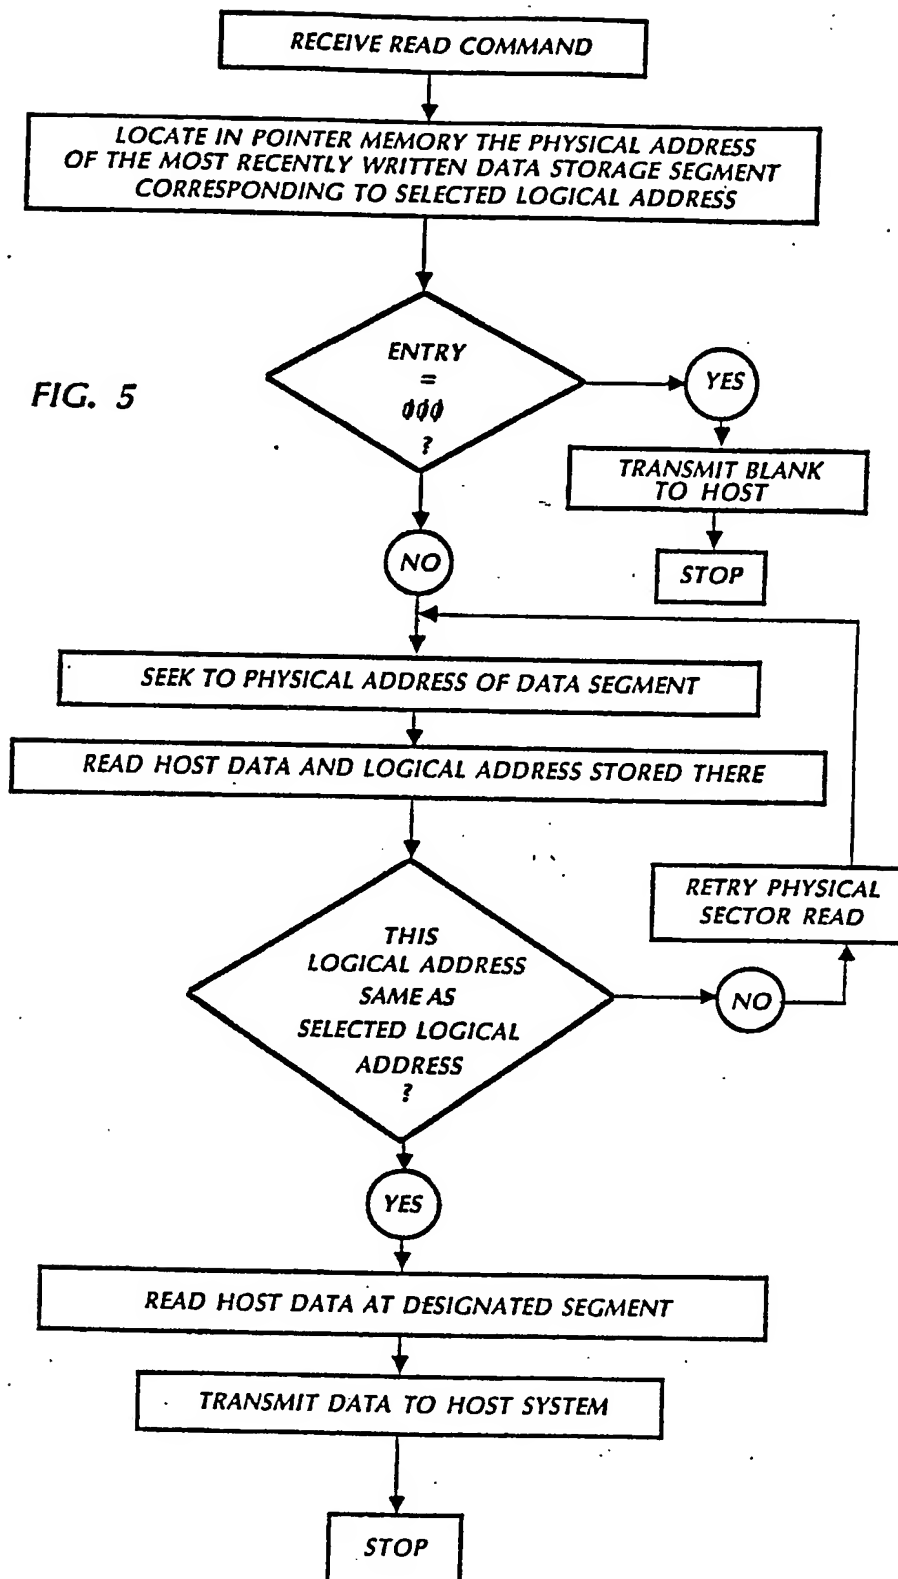 RECEIVE READ COMMAND
LOCATE IN POINTER MEMORY THE PHYSICAL ADDRESS
OF THE MOST RECENTLY WRITTEN DATA STORAGE SEGMENT
CORRESPONDING TO SELECTED LOGICAL ADDRESS
FIG. 5
ENTRY
=
φφφ
?
YES
TRANSMIT BLANK
TO HOST
STOP
NO
SEEK TO PHYSICAL ADDRESS OF DATA SEGMENT
READ HOST DATA AND LOGICAL ADDRESS STORED THERE
RETRY PHYSICAL
SECTOR READ
THIS
LOGICAL ADDRESS
SAME AS
SELECTED LOGICAL
ADDRESS
?
NO
YES
READ HOST DATA AT DESIGNATED SEGMENT
TRANSMIT DATA TO HOST SYSTEM
STOP